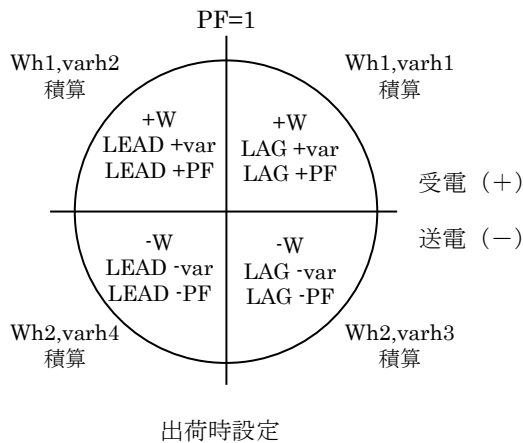 PF=1
Wh1,varh2
積算
Wh1,varh1
積算
+W
LEAD +var
LEAD +PF
+W
LAG +var
LAG +PF
受電（＋）
送電（－）
-W
LEAD -var
LEAD -PF
-W
LAG -var
LAG -PF
Wh2,varh4
積算
Wh2,varh3
積算
出荷時設定